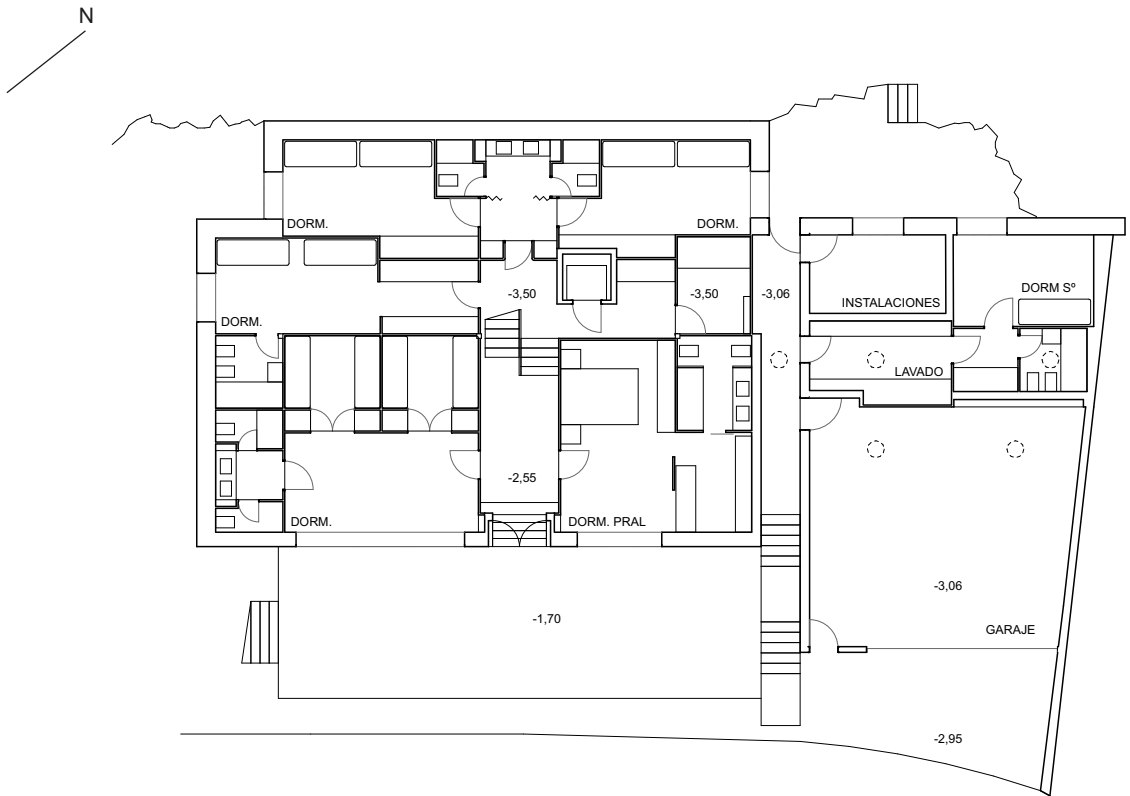 N
DORM.
DORM.
-3,50
-3,50
-3,06
INSTALACIONES
DORM Sº
DORM.
LAVADO
-2,55
DORM.
DORM. PRAL
-3,06
-1,70
GARAJE
-2,95